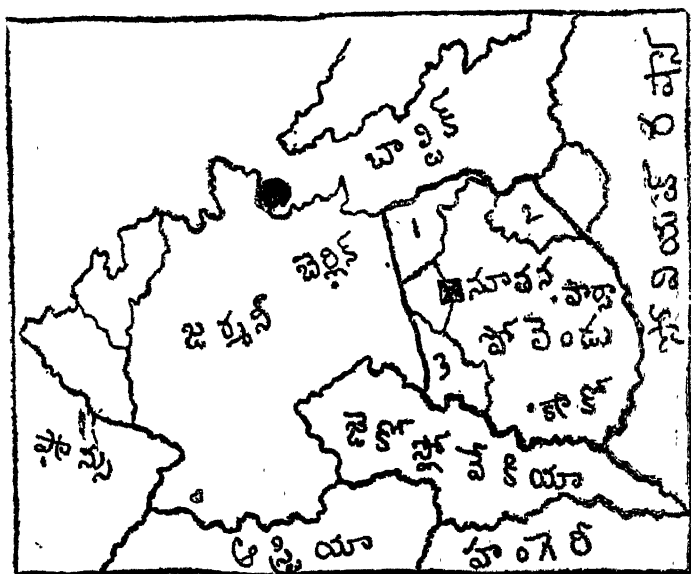 బాల్టిక్
సోవియట్ రషాన్
1
2
బెర్లిన్
నూతన
పార్సా
జర్మనీ
పోలెండు
3
క్రాకో
ఫ్రాన్సు
జెకోస్లోవేకియా
ఆస్ట్రియా
హంగెరీ